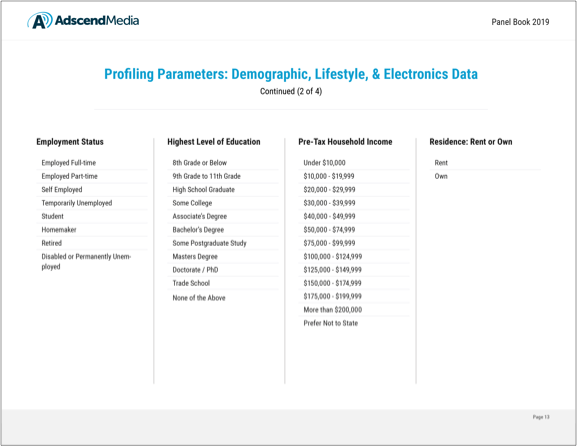 AdscendMedia
Panel Book 2019
Profiling Parameters: Demographic, Lifestyle, & Electronics Data
Continued (2 of 4)
Employment Status
Employed Full-time
Employed Part-time
Self Employed
Temporarily Unemployed
Student
Homemaker
Retired
Disabled or Permanently Unem-
ployed
Highest Level of Education
8th Grade or Below
9th Grade to 11th Grade
High School Graduate
Some College
Associate's Degree
Bachelor's Degree
Some Postgraduate Study
Masters Degree
Doctorate / PhD
Trade School
None of the Above
Pre-Tax Household Income
Under $10,000
$10,000 - $19,999
$20,000 - $29,999
$30,000 - $39,999
$40,000 - $49,999
$50,000 - $74,999
$75,000 - $99,999
$100,000 - $124,999
$125,000 - $149,999
$150,000 - $174,999
$175,000 - $199,999
More than $200,000
Prefer Not to State
Residence: Rent or Own
Rent
Own
Page 13